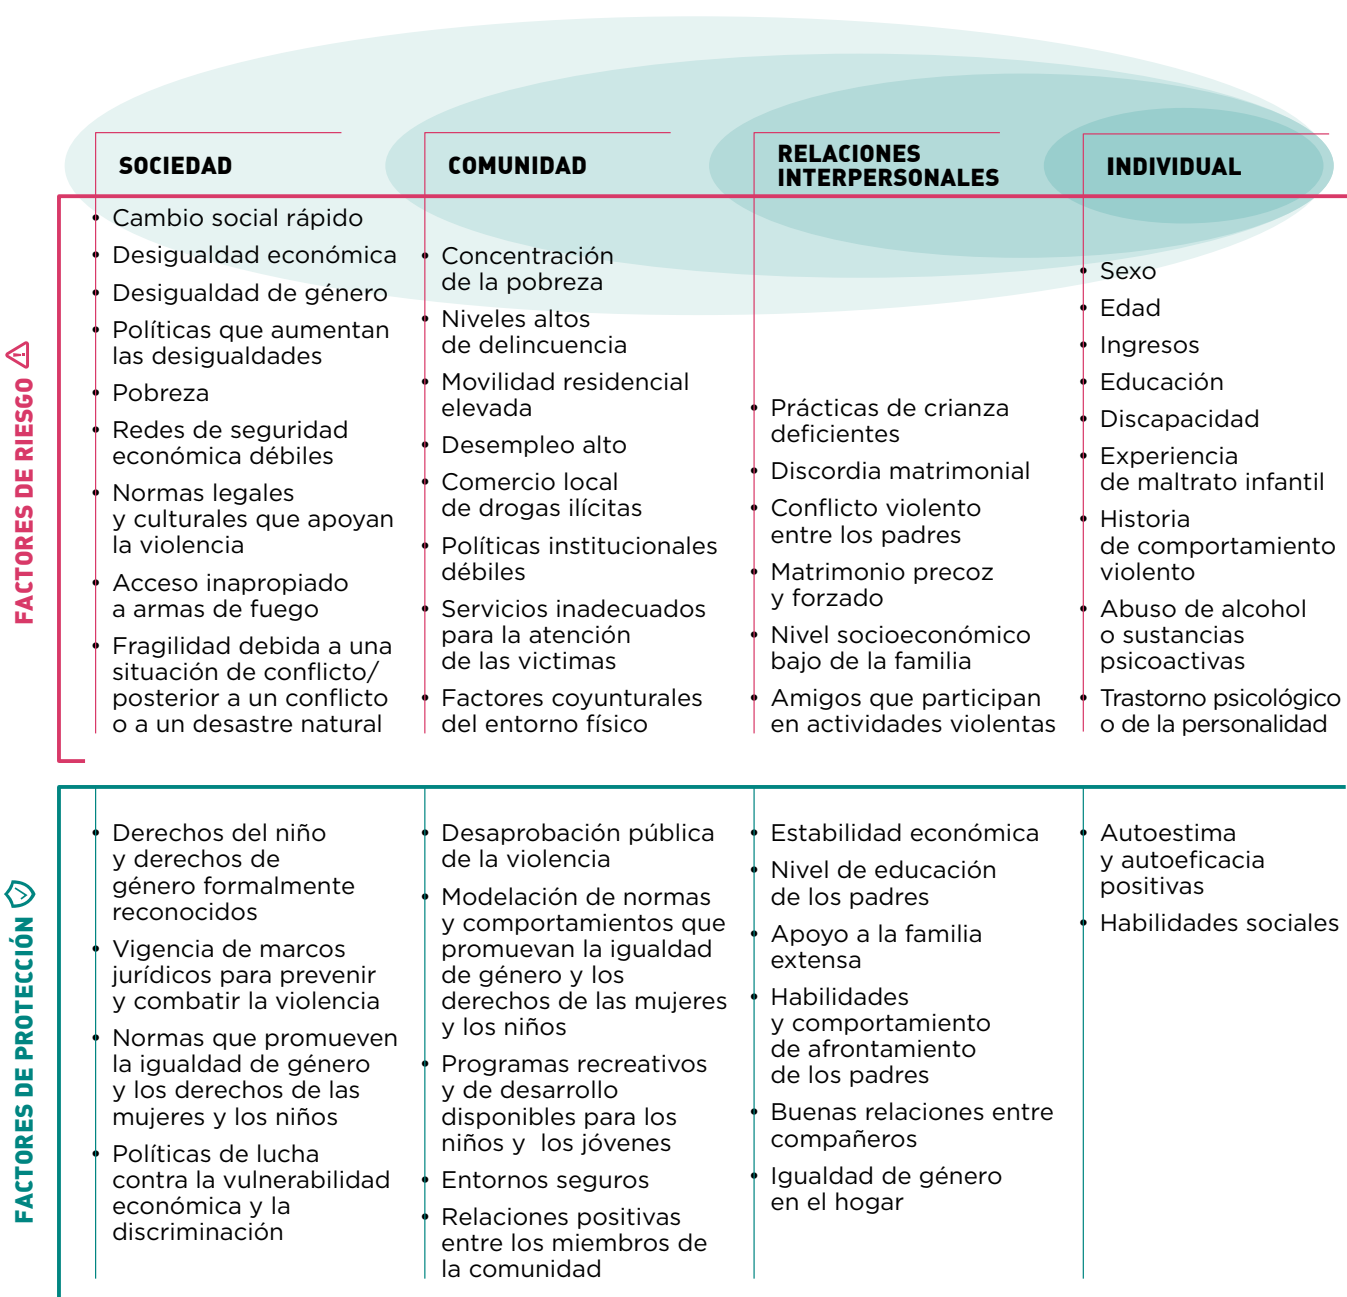 SOCIEDAD
COMUNIDAD
RELACIONES
INTERPERSONALES
INDIVIDUAL
FACTORES DE RIESGO
• Cambio social rápido
• Desigualdad económica
• Desigualdad de género
• Políticas que aumentan
las desigualdades
• Pobreza
• Redes de seguridad
económica débiles
• Normas legales
y culturales que apoyan
la violencia
• Acceso inapropiado
a armas de fuego
• Fragilidad debida a una
situación de conflicto/
posterior a un conflicto
o a un desastre natural
• Concentración
de la pobreza
• Niveles altos
de delincuencia
• Movilidad residencial
elevada
• Desempleo alto
• Comercio local
de drogas ilícitas
• Políticas institucionales
débiles
• Servicios inadecuados
para la atención
de las victimas
• Factores coyunturales
del entorno físico
• Prácticas de crianza
deficientes
• Discordia matrimonial
• Conflicto violento
entre los padres
• Matrimonio precoz
y forzado
• Nivel socioeconómico
bajo de la familia
• Amigos que participan
en actividades violentas
• Sexo
• Edad
• Ingresos
• Educación
• Discapacidad
• Experiencia
de maltrato infantil
• Historia
de comportamiento
violento
• Abuso de alcohol
o sustancias
psicoactivas
• Trastorno psicológico
o de la personalidad
FACTORES DE PROTECCIÓN
• Derechos del niño
y derechos de
género formalmente
reconocidos
• Vigencia de marcos
jurídicos para prevenir
y combatir la violencia
• Normas que promueven
la igualdad de género
y los derechos de las
mujeres y los niños
• Políticas de lucha
contra la vulnerabilidad
económica y la
discriminación
• Desaprobación pública
de la violencia
• Modelación de normas
y comportamientos que
promuevan la igualdad
de género y los
derechos de las mujeres
y los niños
• Programas recreativos
y de desarrollo
disponibles para los
niños y los jóvenes
• Entornos seguros
• Relaciones positivas
entre los miembros de
la comunidad
• Estabilidad económica
• Nivel de educación
de los padres
• Apoyo a la familia
extensa
• Habilidades
y comportamiento
de afrontamiento
de los padres
• Buenas relaciones entre
compañeros
• Igualdad de género
en el hogar
• Autoestima
y autoeficacia
positivas
• Habilidades sociales